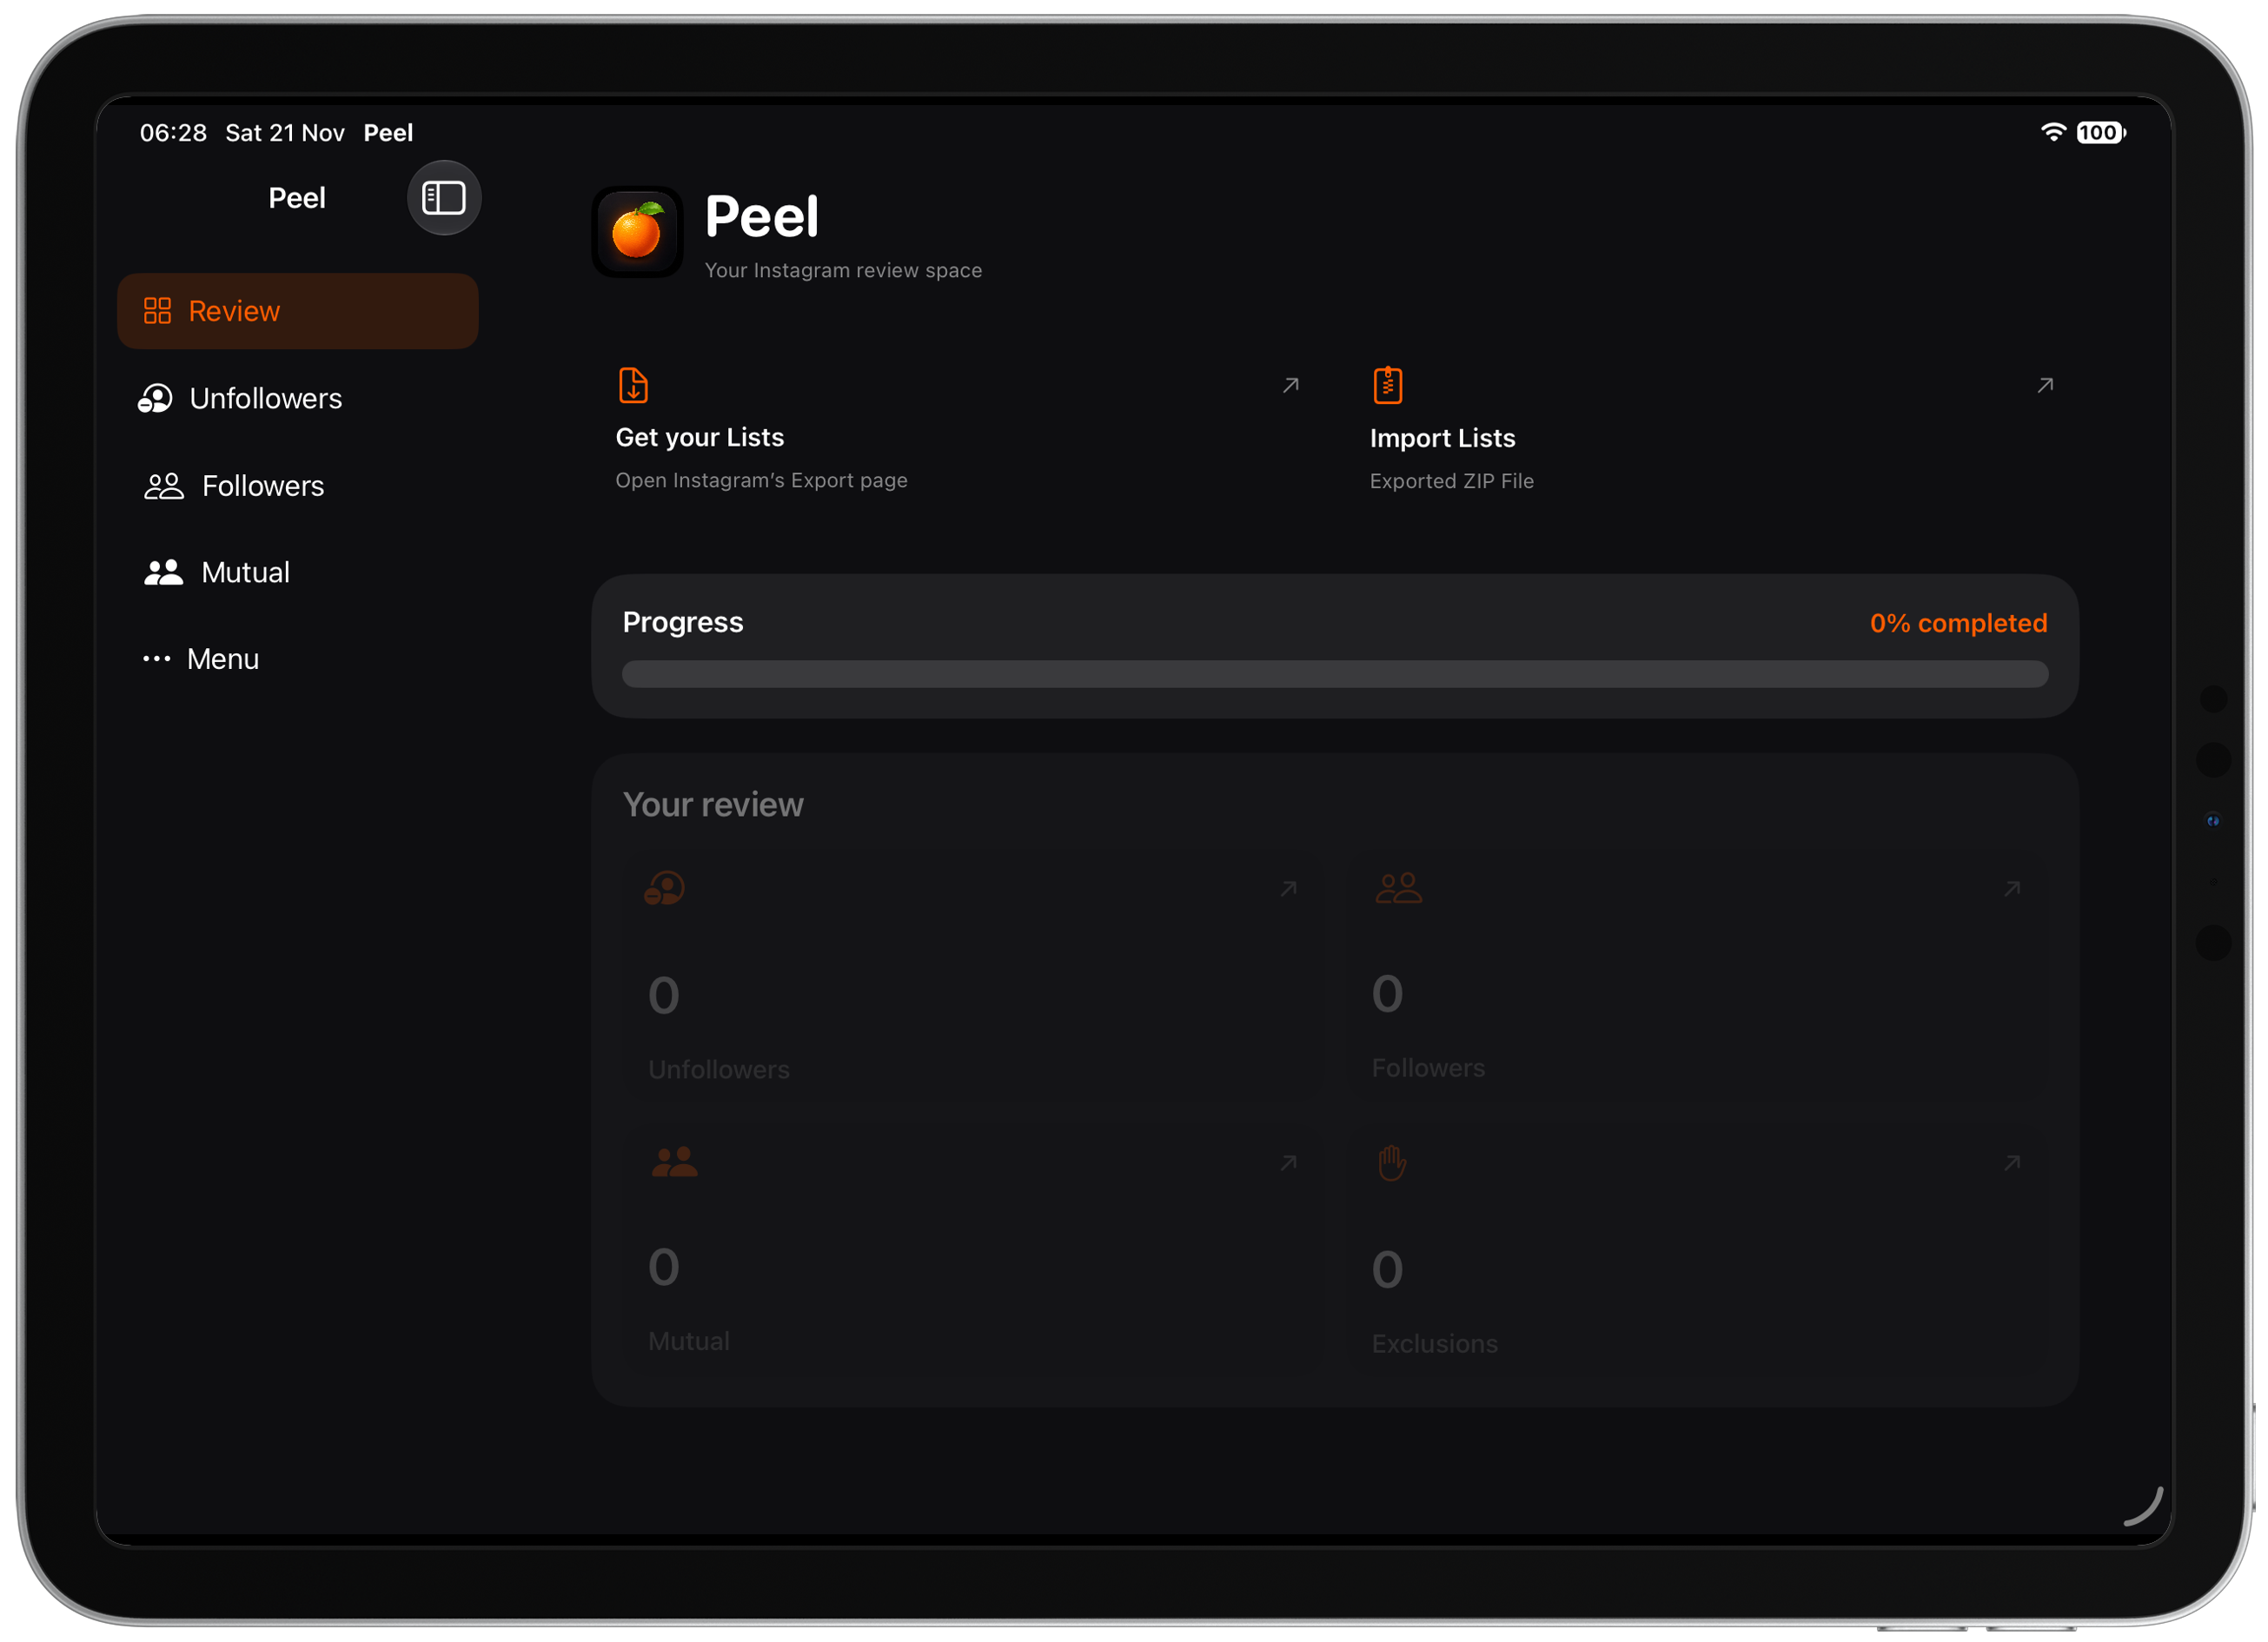 06:28 Sat 21 Nov Peel
100
Peel
Review
Unfollowers
Followers
Mutual
Menu
Peel
Your Instagram review space
Get your Lists
Open Instagram’s Export page
Import Lists
Exported ZIP File
Progress
0% completed
Your review
0
Unfollowers
0
Followers
0
Mutual
0
Exclusions